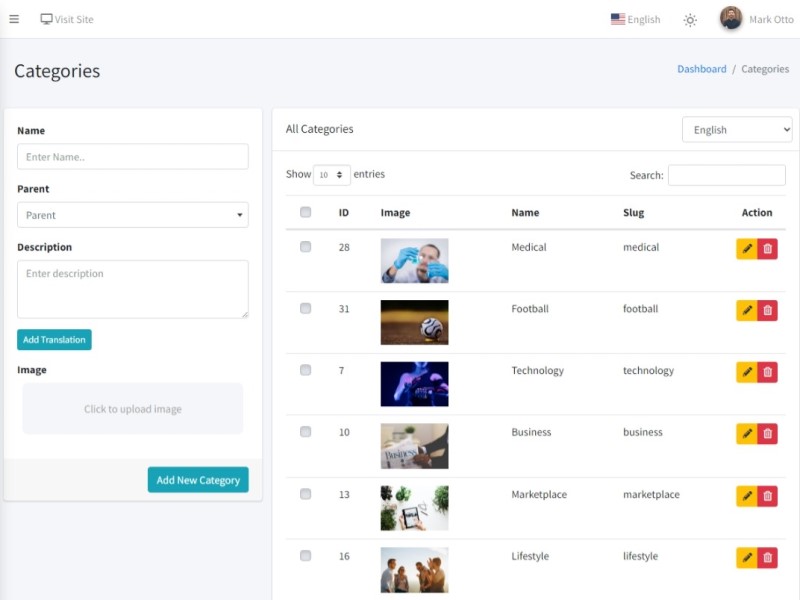 Visit Site
English
Mark Otto
Categories
Dashboard / Categories
Name
Enter Name..
Parent
Parent
Description
Enter description
Add Translation
Image
Click to upload image
Add New Category
All Categories
English
Show 10 entries
Search:
ID Image Name Slug Action
28 Medical medical
31 Football football
7 Technology technology
10 Business business
Business
13 Marketplace marketplace
16 Lifestyle lifestyle